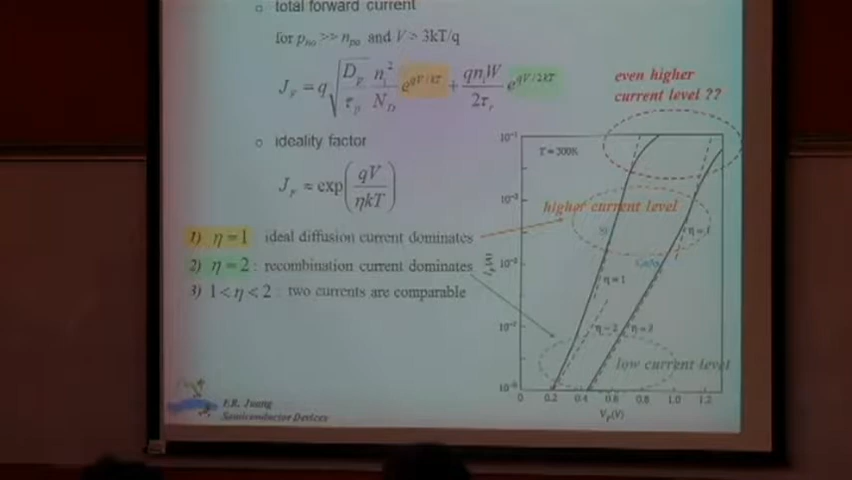 total forward current
for pₙₒ >> nₚₒ and V > 3kT/q
J_F = q √(D_p/τ_p) n_i²/N_D e^(qV/kT) + qn_iW/2τ_r e^(qV/2kT)
ideality factor
J_F ≈ exp(qV/ηkT)
1) η = 1 ideal diffusion current dominates
2) η = 2 : recombination current dominates
3) 1 < η < 2 : two currents are comparable
even higher
current level ??
T = 300K
higher current level
Si
η = 1
GaAs
η = 1
η = 2
η = 2
low current level
0 0.2 0.4 0.6 0.8 1.0 1.2
V_F(V)
F.R. Juang
Semiconductor Devices